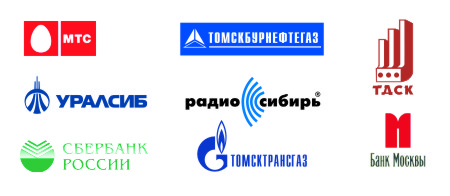 МТС
ТОМСКБУРНЕФТЕГАЗ
ТДСК
УРАЛСИБ
радио сибирь®
СБЕРБАНК
РОССИИ
ТОМСКТРАНСГАЗ
М
Банк Москвы